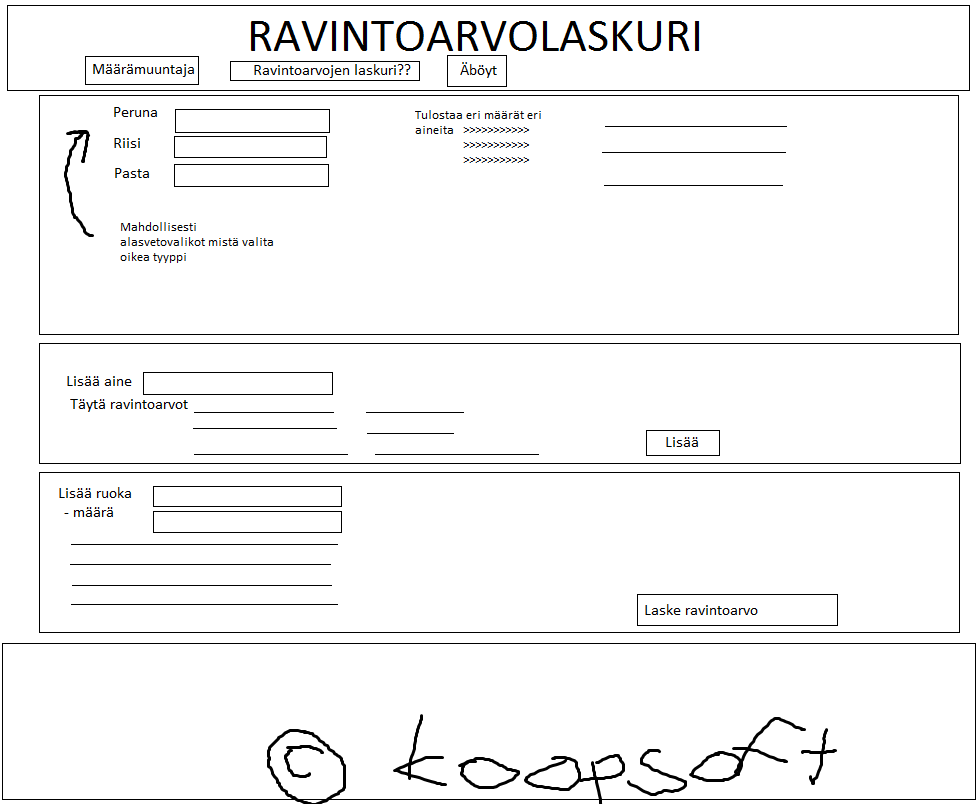 RAVINTOARVOLASKURI
Määrämuuntaja
Ravintoarvojen laskuri??
Äböyt
Peruna
Riisi
Pasta
Mahdollisesti
alasvetovalikot mistä valita
oikea tyyppi
Tulostaa eri määrät eri
aineita >>>>>>>>>>>
>>>>>>>>>>>
>>>>>>>>>>>
Lisää aine
Täytä ravintoarvot
Lisää
Lisää ruoka
- määrä
Laske ravintoarvo
© koapsoft